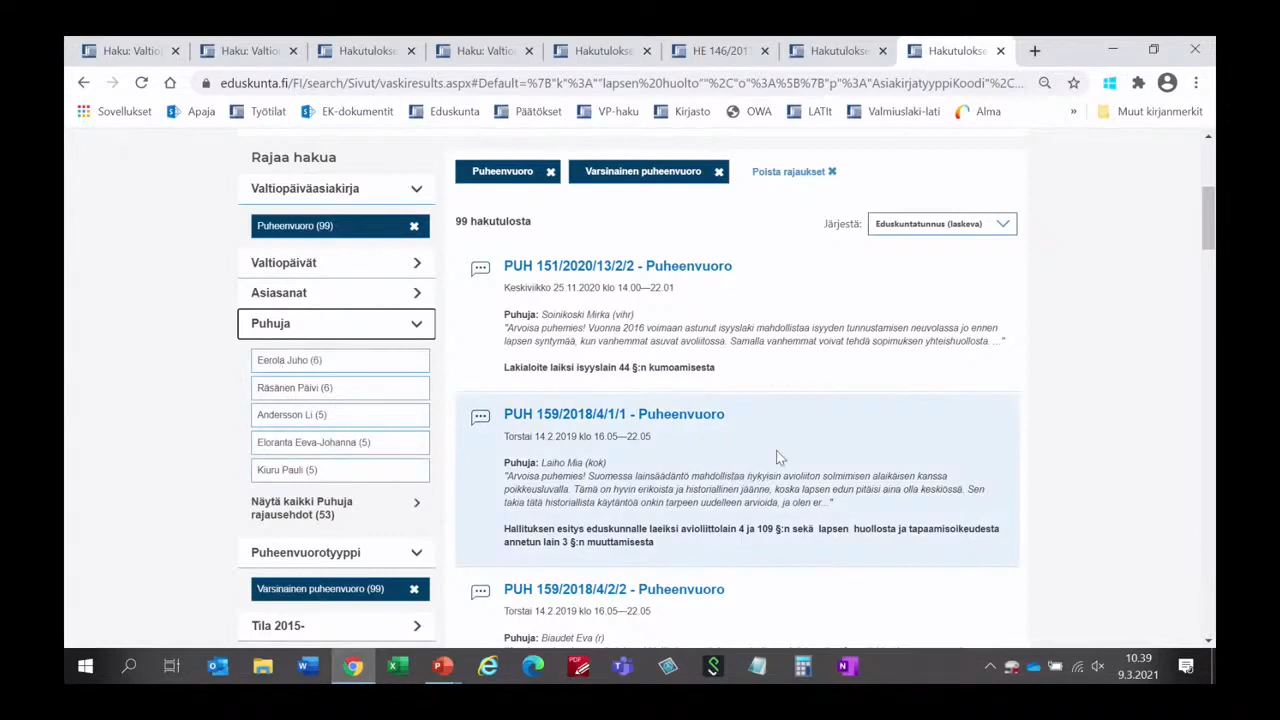 Haku: Valtio
Haku: Valtio
Hakutulokse
Haku: Valtio
Hakutulokse
HE 146/201
Hakutulokse
Hakutulokse
eduskunta.fi/FI/search/Sivut/vaskiresults.aspx#Default=%7B"k"%3A""lapsen%20huolto""%2C"o"%3A%5B%7B"p"%3A"AsiakirjatyyppiKoodi"%2C...
Sovellukset Apaja Työtilat EK-dokumentit Eduskunta Päätökset VP-haku Kirjasto OWA LATIt Valmiuslaki-lati Alma » Muut kirjanmerkit
Rajaa hakua
Valtiopäiväasiakirja
Puheenvuoro (99)
Valtiopäivät
Asiasanat
Puhuja
Eerola Juho (6)
Räsänen Päivi (6)
Andersson Li (5)
Eloranta Eeva-Johanna (5)
Kiuru Pauli (5)
Näytä kaikki Puhuja
rajausehdot (53)
Puheenvuorotyyppi
Varsinainen puheenvuoro (99)
Tila 2015-
Puheenvuoro
Varsinainen puheenvuoro
Poista rajaukset
99 hakutulosta
Järjestä: Eduskuntatunnus (laskeva)
PUH 151/2020/13/2/2 - Puheenvuoro
Keskiviikko 25.11.2020 klo 14.00—22.01
Puhuja: Soinikoski Mirka (vihr)
"Arvoisa puhemies! Vuonna 2016 voimaan astunut isyyslaki mahdollistaa isyyden tunnustamisen neuvolassa jo ennen
lapsen syntymää, kun vanhemmat asuvat avoliitossa. Samalla vanhemmat voivat tehdä sopimuksen yhteishuollosta. ..."
Lakialoite laiksi isyyslain 44 §:n kumoamisesta
PUH 159/2018/4/1/1 - Puheenvuoro
Torstai 14.2.2019 klo 16.05—22.05
Puhuja: Laiho Mia (kok)
"Arvoisa puhemies! Suomessa lainsäädäntö mahdollistaa nykyisin avioliiton solmimisen alaikäisen kanssa
poikkeusluvalla. Tämä on hyvin erikoista ja historiallinen jäänne, koska lapsen edun pitäisi aina olla keskiössä. Sen
takia tätä historiallista käytäntöä onkin tarpeen uudelleen arvioida, ja olen er..."
Hallituksen esitys eduskunnalle laeiksi avioliittolain 4 ja 109 §:n sekä lapsen huollosta ja tapaamisoikeudesta
annetun lain 3 §:n muuttamisesta
PUH 159/2018/4/2/2 - Puheenvuoro
Torstai 14.2.2019 klo 16.05—22.05
Puhuja: Biaudet Eva (r)
10.39
9.3.2021